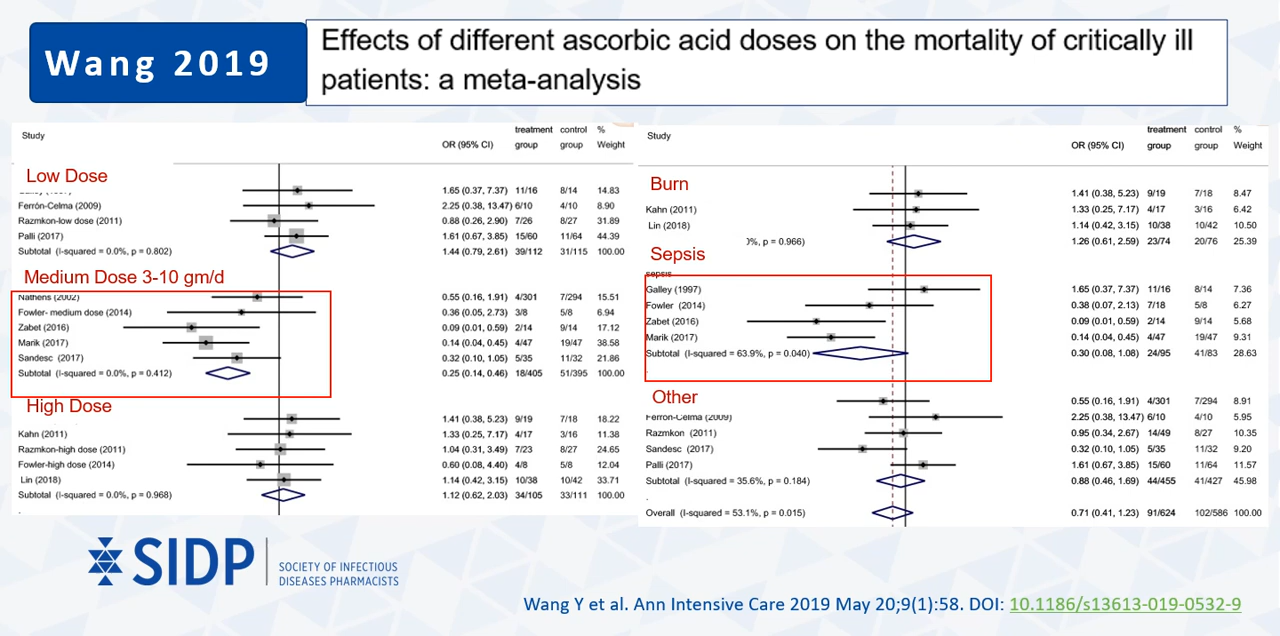 Wang 2019
Effects of different ascorbic acid doses on the mortality of critically ill
patients: a meta-analysis
treatment control %
Study OR (95% CI) group group Weight
Low Dose
1.65 (0.37, 7.37) 11/16 8/14 14.83
Ferrón-Celma (2009) 2.25 (0.38, 13.47) 6/10 4/10 8.90
Razmkon-low dose (2011) 0.88 (0.26, 2.90) 7/26 8/27 31.89
Palli (2017) 1.61 (0.67, 3.85) 15/60 11/64 44.39
Subtotal (I-squared = 0.0%, p = 0.802) 1.44 (0.79, 2.61) 39/112 31/115 100.00
Medium Dose 3-10 gm/d
Nathens (2002) 0.55 (0.16, 1.91) 4/301 7/294 15.51
Fowler- medium dose (2014) 0.36 (0.05, 2.73) 3/8 5/8 6.94
Zabet (2016) 0.09 (0.01, 0.59) 2/14 9/14 17.12
Marik (2017) 0.14 (0.04, 0.45) 4/47 19/47 38.58
Sandesc (2017) 0.32 (0.10, 1.05) 5/35 11/32 21.86
Subtotal (I-squared = 0.0%, p = 0.412) 0.25 (0.14, 0.46) 18/405 51/395 100.00
High Dose
1.41 (0.38, 5.23) 9/19 7/18 18.22
Kahn (2011) 1.33 (0.25, 7.17) 4/17 3/16 11.38
Razmkon-high dose (2011) 1.04 (0.31, 3.49) 7/23 8/27 24.65
Fowler-high dose (2014) 0.60 (0.08, 4.40) 4/8 5/8 12.04
Lin (2018) 1.14 (0.42, 3.15) 10/38 10/42 33.71
Subtotal (I-squared = 0.0%, p = 0.968) 1.12 (0.62, 2.03) 34/105 33/111 100.00
.
treatment control %
Study OR (95% CI) group group Weight
Burn
1.41 (0.38, 5.23) 9/19 7/18 8.47
Kahn (2011) 1.33 (0.25, 7.17) 4/17 3/16 6.42
Lin (2018) 1.14 (0.42, 3.15) 10/38 10/42 10.50
)%, p = 0.966) 1.26 (0.61, 2.59) 23/74 20/76 25.39
Sepsis
sepsis
Galley (1997) 1.65 (0.37, 7.37) 11/16 8/14 7.36
Fowler (2014) 0.38 (0.07, 2.13) 7/18 5/8 6.27
Zabet (2016) 0.09 (0.01, 0.59) 2/14 9/14 5.68
Marik (2017) 0.14 (0.04, 0.45) 4/47 19/47 9.31
Subtotal (I-squared = 63.9%, p = 0.040) 0.30 (0.08, 1.08) 24/95 41/83 28.63
.
Other
0.55 (0.16, 1.91) 4/301 7/294 8.91
Ferrón-Celma (2009) 2.25 (0.38, 13.47) 6/10 4/10 5.95
Razmkon (2011) 0.95 (0.34, 2.67) 14/49 8/27 10.35
Sandesc (2017) 0.32 (0.10, 1.05) 5/35 11/32 9.20
Palli (2017) 1.61 (0.67, 3.85) 15/60 11/64 11.57
Subtotal (I-squared = 35.6%, p = 0.184) 0.88 (0.46, 1.69) 44/455 41/427 45.98
.
Overall (I-squared = 53.1%, p = 0.015) 0.71 (0.41, 1.23) 91/624 102/586 100.00
SIDP
SOCIETY OF INFECTIOUS
DISEASES PHARMACISTS
Wang Y et al. Ann Intensive Care 2019 May 20;9(1):58. DOI: 10.1186/s13613-019-0532-9